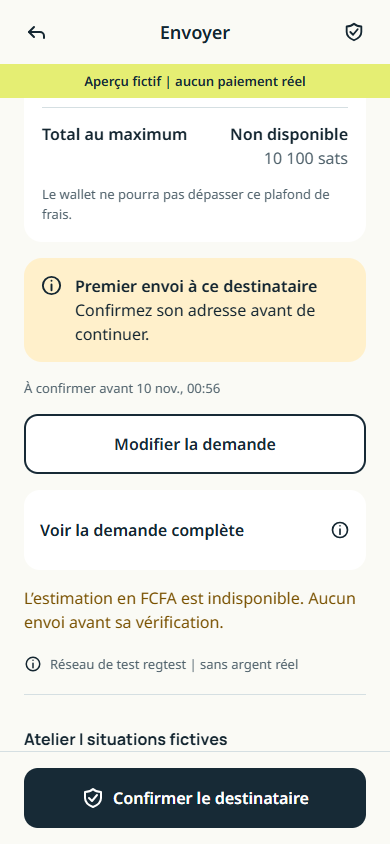 Envoyer
Aperçu fictif | aucun paiement réel
Total au maximum
Non disponible
10 100 sats
Le wallet ne pourra pas dépasser ce plafond de
frais.
Premier envoi à ce destinataire
Confirmez son adresse avant de
continuer.
À confirmer avant 10 nov., 00:56
Modifier la demande
Voir la demande complète
L’estimation en FCFA est indisponible. Aucun
envoi avant sa vérification.
Réseau de test regtest | sans argent réel
Atelier | situations fictives
Confirmer le destinataire